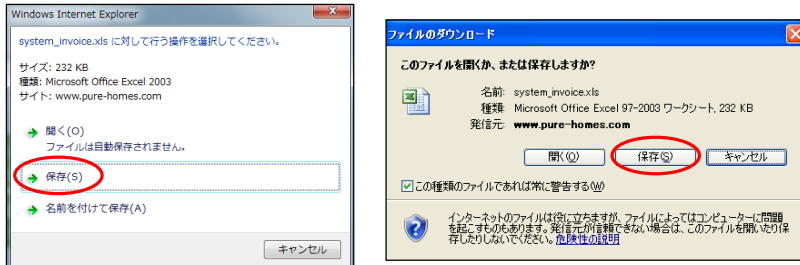 Windows Internet Explorer
system_invoice.xls に対して行う操作を選択してください。
サイズ: 232 KB
種類: Microsoft Office Excel 2003
サイト: www.pure-homes.com
開く(O)
ファイルは自動保存されません。
保存(S)
名前を付けて保存(A)
キャンセル
ファイルのダウンロード
このファイルを開くか、または保存しますか?
名前: system_invoice.xls
種類: Microsoft Office Excel 97-2003 ワークシート, 232 KB
発信元: www.pure-homes.com
開く(O)
保存(S)
キャンセル
この種類のファイルであれば常に警告する(W)
インターネットのファイルは役に立ちますが、ファイルによってはコンピューターに問題
を起こすものもあります。発信元が信頼できない場合は、このファイルを開いたり保
存したりしないでください。危険性の説明